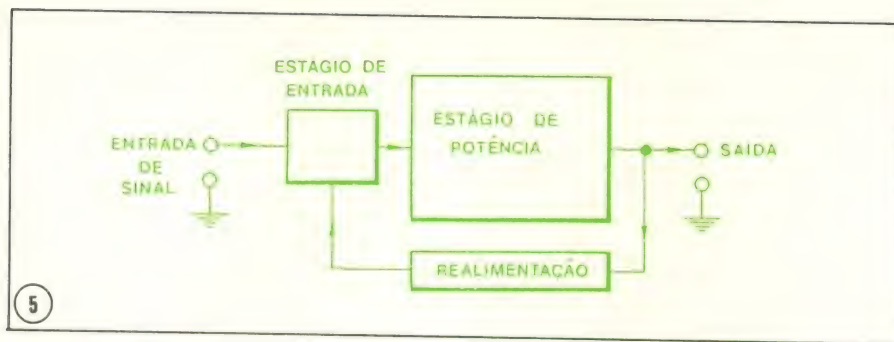 ESTÁGIO DE
ENTRADA
ESTÁGIO DE
POTÊNCIA
ENTRADA
DE
SINAL
SAÍDA
REALIMENTAÇÃO
5